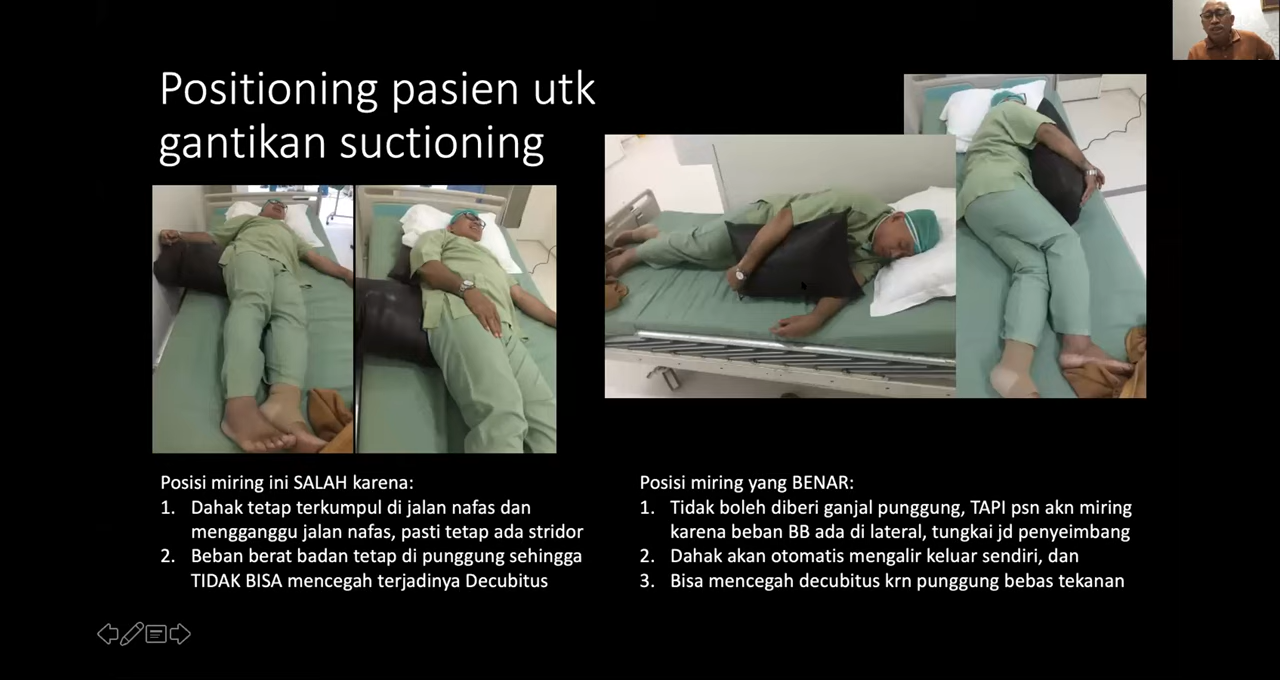 Positioning pasien utk
gantikan suctioning
Posisi miring ini SALAH karena:
1. Dahak tetap terkumpul di jalan nafas dan
mengganggu jalan nafas, pasti tetap ada stridor
2. Beban berat badan tetap di punggung sehingga
TIDAK BISA mencegah terjadinya Decubitus
Posisi miring yang BENAR:
1. Tidak boleh diberi ganjal punggung, TAPI psn akn miring
karena beban BB ada di lateral, tungkai jd penyeimbang
2. Dahak akan otomatis mengalir keluar sendiri, dan
3. Bisa mencegah decubitus krn punggung bebas tekanan